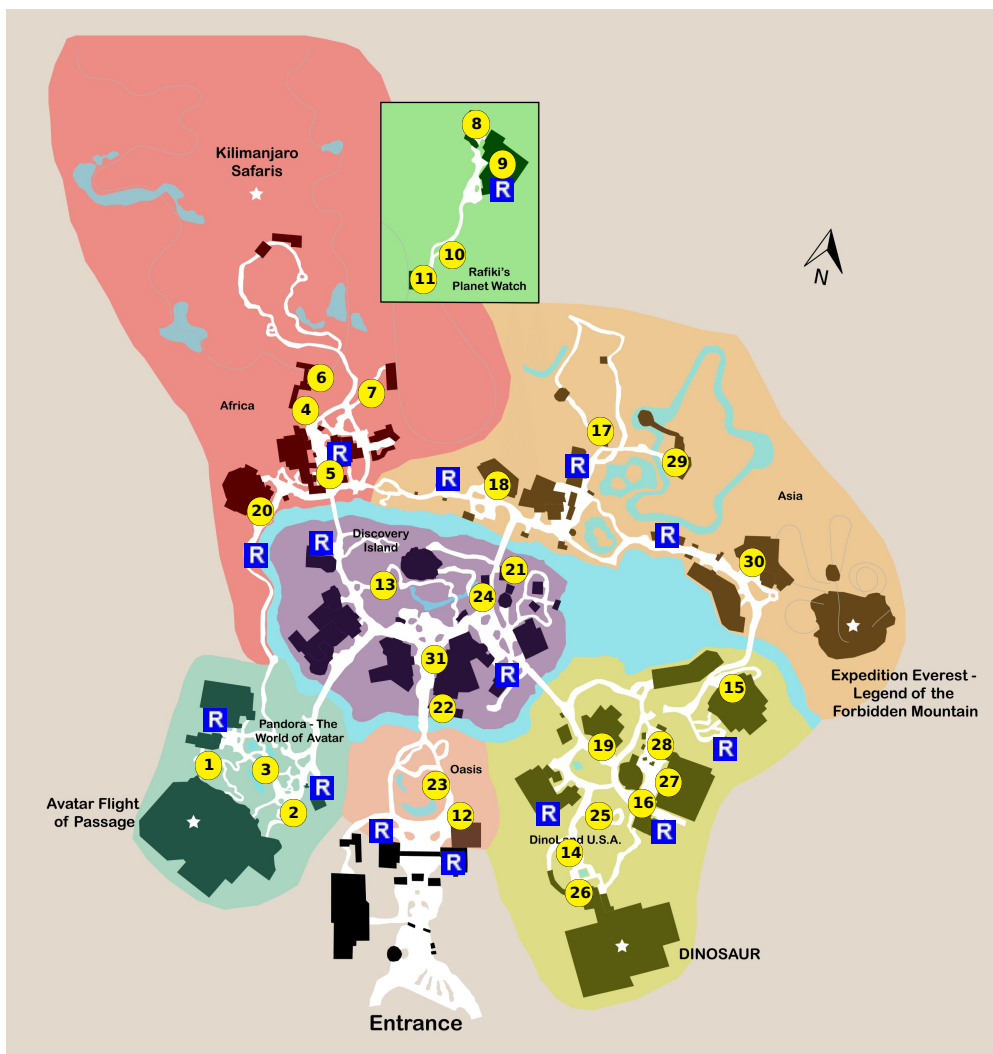 8
9
R
Kilimanjaro
Safaris
10
11
Rafiki's
Planet Watch
N
6
7
4
Africa
17
R
R
29
R
5
18
Asia
20
R
Discovery
Island
R
R
30
21
13
24
31
R
Expedition Everest -
Legend of the
Forbidden Mountain
15
22
R
Pandora - The
World of Avatar
19
28
R
1
3
Oasis
27
23
R
Avatar Flight
of Passage
2
12
R
25
16
R
R
DinoLand U.S.A.
14
R
26
DINOSAUR
Entrance